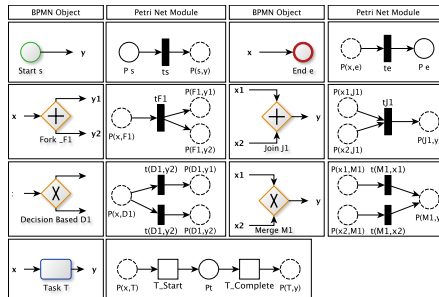 BPMN Object Petri Net Module BPMN Object Petri Net Module
y x
Start s P s ts P(s,y) End e P(x,e) te P e
x y1 y2 Fork _F1
tF1 P(x,F1) P(F1,y1) P(F1,y2)
x1 x2 y Join J1
P(x1,J1) P(x2,J1) tJ1 P(J1,y)
Decision Based D1
P(x,D1) t(D1,y2) P(D1,y1) t(D1,y2) P(D1,y2)
x1 x2 y Merge M1
P(x1,M1) t(M1,x1) P(M1,y) P(x2,M1) t(M1,x2)
x y Task T
P(x,T) T_Start Pt T_Complete P(T,y)